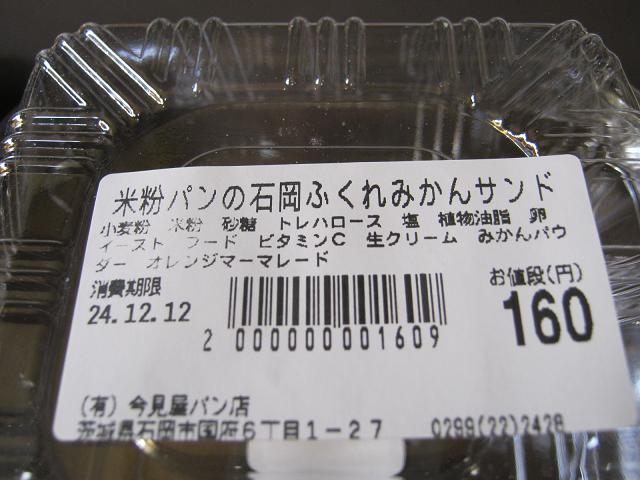 米粉パンの石岡ふくれみかんサンド
小麦粉 米粉 砂糖 トレハロース 塩 植物油脂 卵
イースト フード ビタミンC 生クリーム みかんパウ
ダー オレンジマーマレード
消費期限
24.12.12
お値段(円)
160
2 000000 001609
(有) 今見屋パン店
茨城県石岡市国府6丁目1-27 0299(22)2428